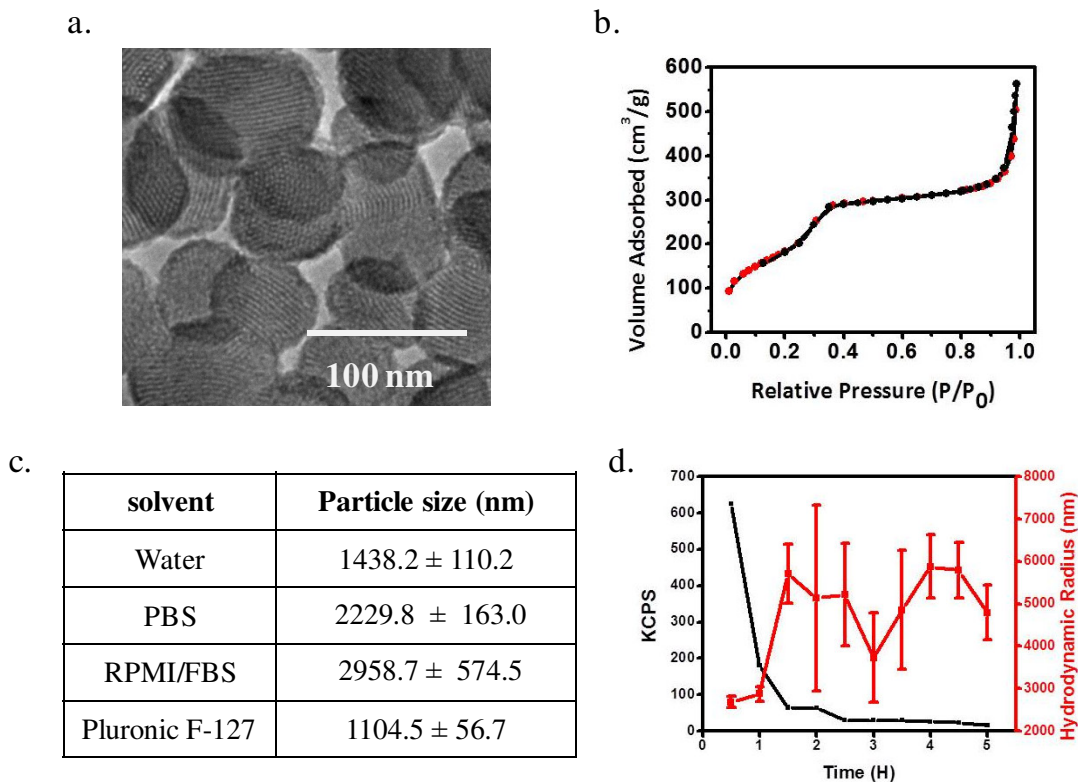 a.
100 nm
b.
600
500
400
300
200
100
0
0.0 0.2 0.4 0.6 0.8 1.0
Volume Adsorbed (cm³/g)
Relative Pressure (P/P₀)
c.
solvent Particle size (nm)
Water 1438.2 ± 110.2
PBS 2229.8 ± 163.0
RPMI/FBS 2958.7 ± 574.5
Pluronic F-127 1104.5 ± 56.7
d.
700
600
500
400
300
200
100
0
KCPS
0 1 2 3 4 5
Time (H)
8000
7000
6000
5000
4000
3000
2000
Hydrodynamic Radius (nm)